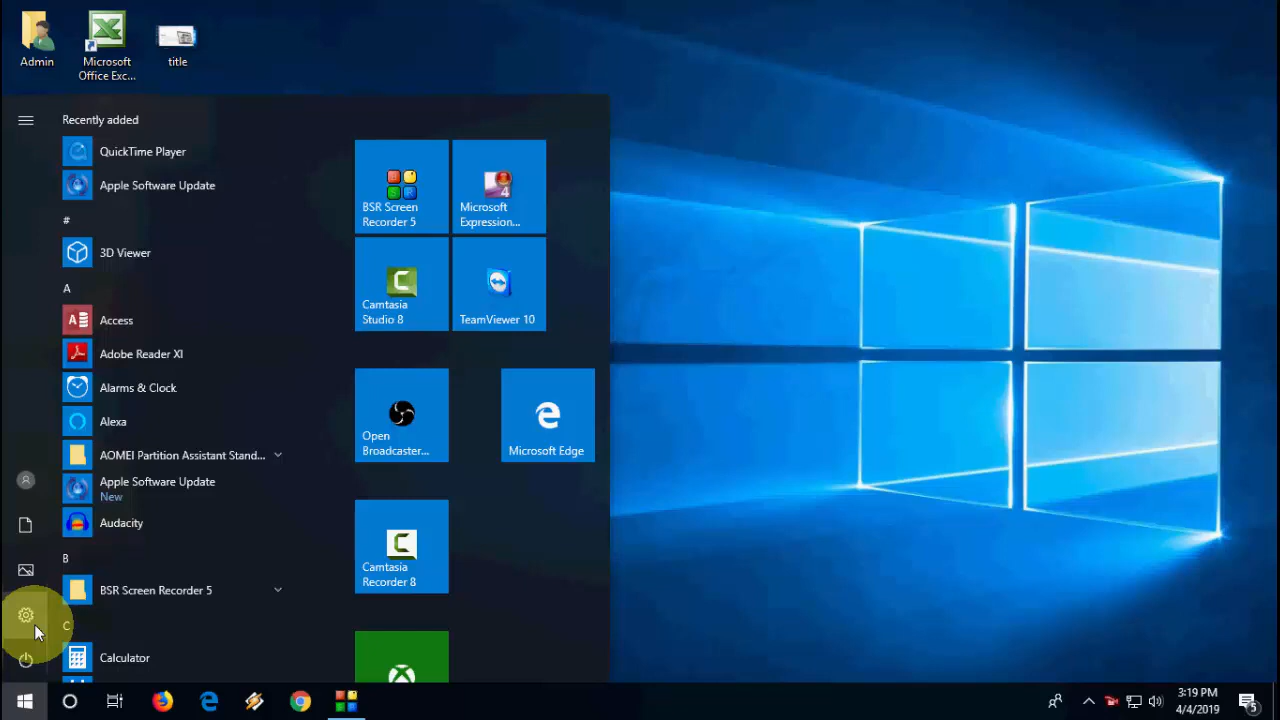 Admin
Microsoft
Office Exc...
title
Recently added
QuickTime Player
Apple Software Update
#
3D Viewer
A
Access
Adobe Reader XI
Alarms & Clock
Alexa
AOMEI Partition Assistant Stand...
Apple Software Update
New
Audacity
B
BSR Screen Recorder 5
C
Calculator
BSR Screen
Recorder 5
Microsoft
Expression...
Camtasia
Studio 8
TeamViewer 10
Open
Broadcaster...
Microsoft Edge
Camtasia
Recorder 8
3:19 PM
4/4/2019
5